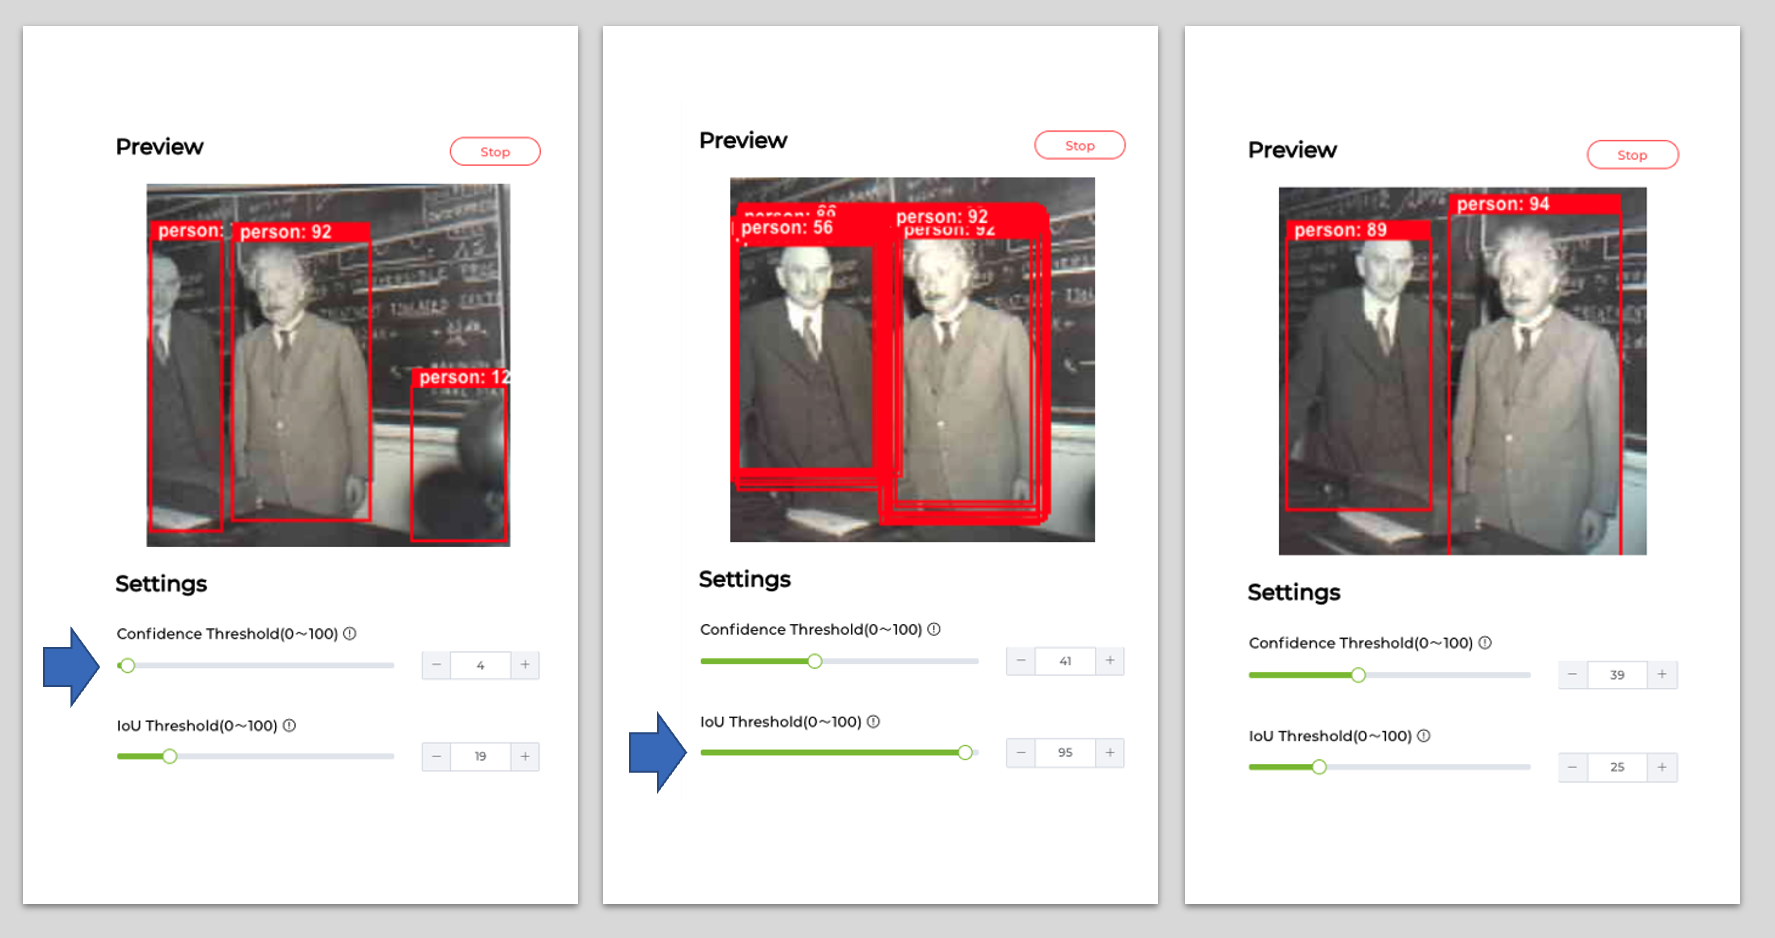 Preview
Stop
person:
person: 92
person: 12
Settings
Confidence Threshold(0~100)
4
IoU Threshold(0~100)
19
Preview
Stop
person: 89
person: 92
person: 56
person: 92
Settings
Confidence Threshold(0~100)
41
IoU Threshold(0~100)
95
Preview
Stop
person: 94
person: 89
Settings
Confidence Threshold(0~100)
39
IoU Threshold(0~100)
25